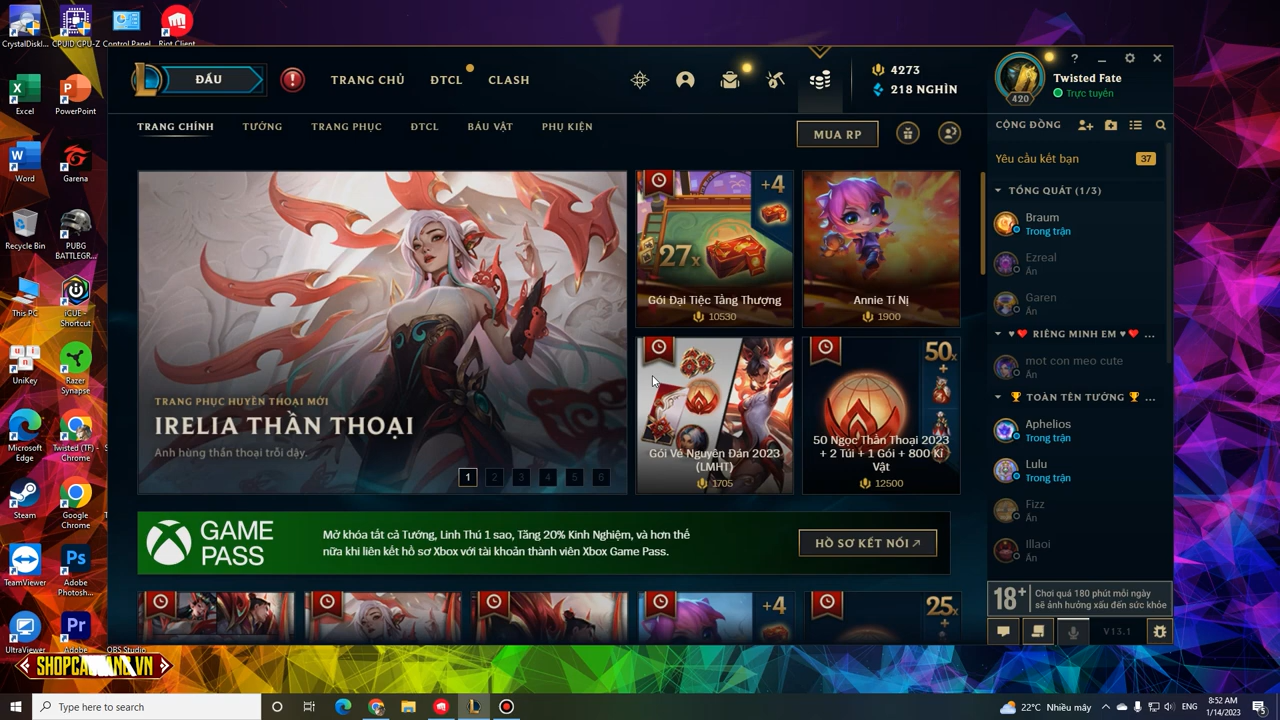 CrystalDiskI...
CPUID CPU-Z
Control Panel
Riot Client
Excel
PowerPoint
Word
Garena
Recycle Bin
PUBG
BATTLEGR...
This PC
iCUE -
Shortcut
UniKey
Razer
Synapse
Microsoft
Edge
Twisted (TF) -
Chrome
Steam
Google
Chrome
TeamViewer
Adobe
Photosh...
UltraViewer
Adobe
OBS Studio
ĐẤU
TRANG CHỦ
ĐTCL
CLASH
4273
218 NGHÌN
420
Twisted Fate
Trực tuyến
TRANG CHÍNH
TƯỚNG
TRANG PHỤC
ĐTCL
BÁU VẬT
PHỤ KIỆN
MUA RP
TRANG PHỤC HUYỀN THOẠI MỚI
IRELIA THẦN THOẠI
Anh hùng thần thoại trỗi dậy.
1 2 3 4 5 6
+4
27x
Gói Đại Tiệc Tầng Thượng
10530
Annie Tí Nị
1900
Gói Vé Nguyên Đán 2023
(LMHT)
1705
50x
+
50 Ngọc Thần Thoại 2023
+ 2 Túi + 1 Gói + 800 Kỉ
Vật
12500
XBOX
GAME
PASS
Mở khóa tất cả Tướng, Linh Thú 1 sao, Tăng 20% Kinh Nghiệm, và hơn thế
nữa khi liên kết hồ sơ Xbox với tài khoản thành viên Xbox Game Pass.
HỒ SƠ KẾT NỐI
+4
25x
+
CỘNG ĐỒNG
Yêu cầu kết bạn
37
TỔNG QUÁT (1/3)
Braum
Trong trận
Ezreal
Ẩn
Garen
Ẩn
♥❤ RIÊNG MINH EM ♥❤ ...
mot con meo cute
Ẩn
🏆 TOÀN TÊN TƯỚNG 🏆 ...
Aphelios
Trong trận
Lulu
Trong trận
Fizz
Ẩn
Illaoi
Ẩn
18+
Chơi quá 180 phút mỗi ngày
sẽ ảnh hưởng xấu đến sức khỏe
V13.1
Type here to search
22°C Nhiều mây
ENG
8:52 AM
1/14/2023
5